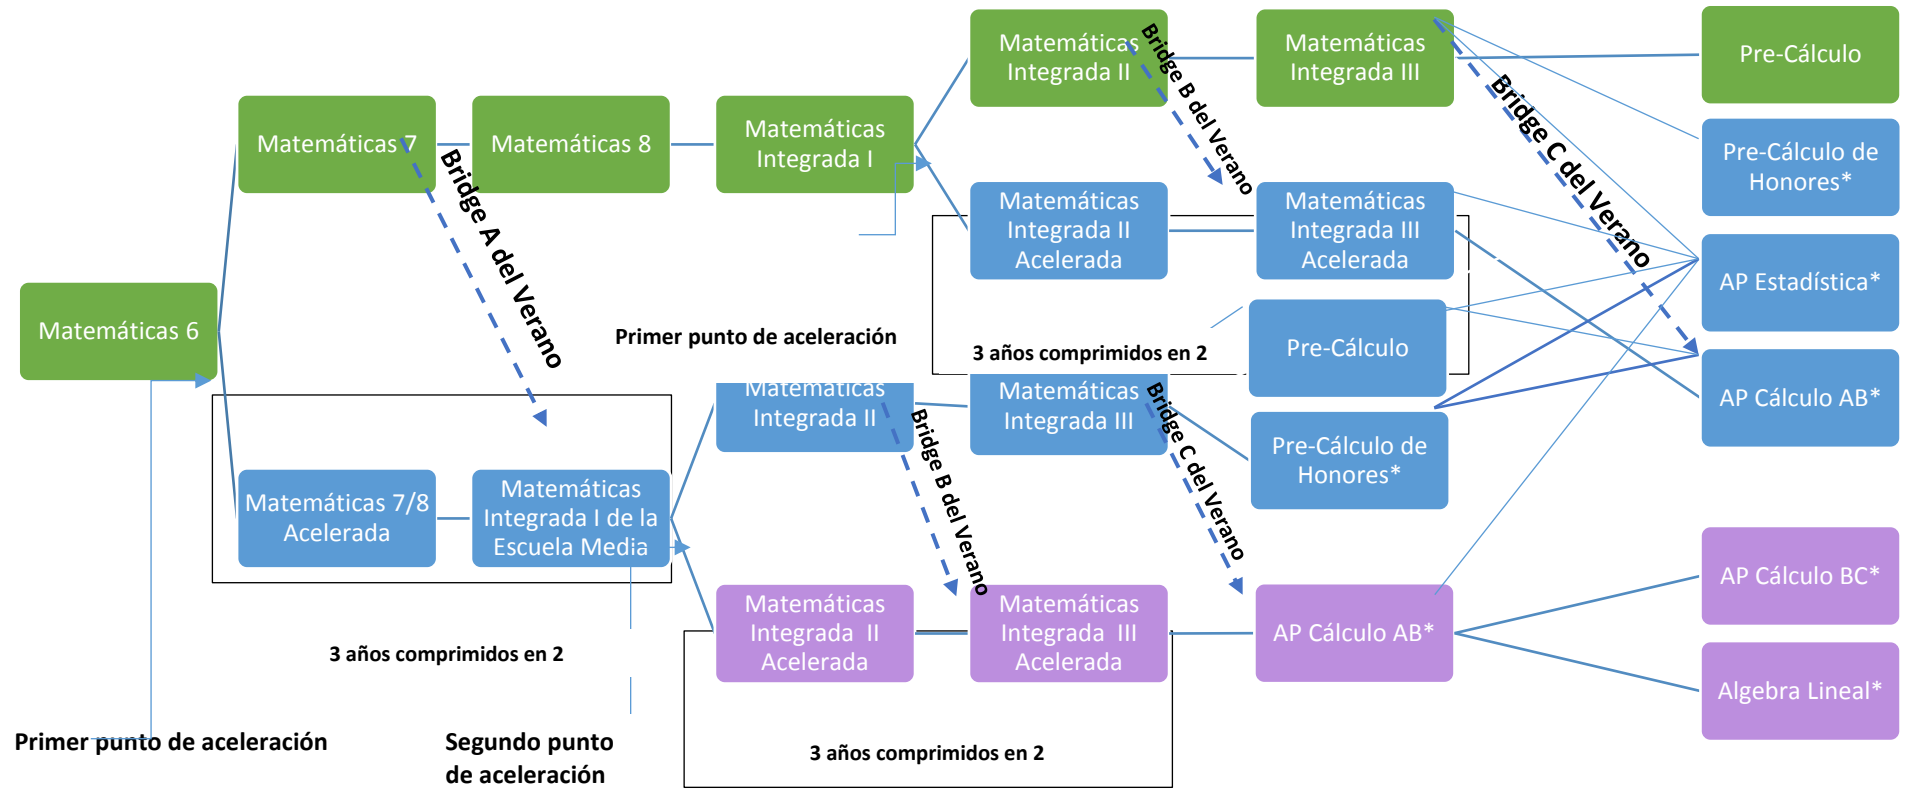 Matemáticas 6
Matemáticas 7
Matemáticas 8
Matemáticas
Integrada I
Matemáticas
Integrada II
Matemáticas
Integrada III
Pre-Cálculo
Pre-Cálculo de
Honores*
Matemáticas
Integrada II
Acelerada
Matemáticas
Integrada III
Acelerada
AP Estadística*
AP Cálculo AB*
Bridge A del Verano
Bridge B del Verano
Bridge C del Verano
Primer punto de aceleración
3 años comprimidos en 2
Pre-Cálculo
Matemáticas 7/8
Acelerada
Matemáticas
Integrada I de la
Escuela Media
Matemáticas
Integrada II
Matemáticas
Integrada III
Pre-Cálculo de
Honores*
Bridge B del Verano
Bridge C del Verano
Matemáticas
Integrada  II
Acelerada
Matemáticas
Integrada  III
Acelerada
AP Cálculo AB*
AP Cálculo BC*
Algebra Lineal*
3 años comprimidos en 2
Primer punto de aceleración
Segundo punto
de aceleración
3 años comprimidos en 2